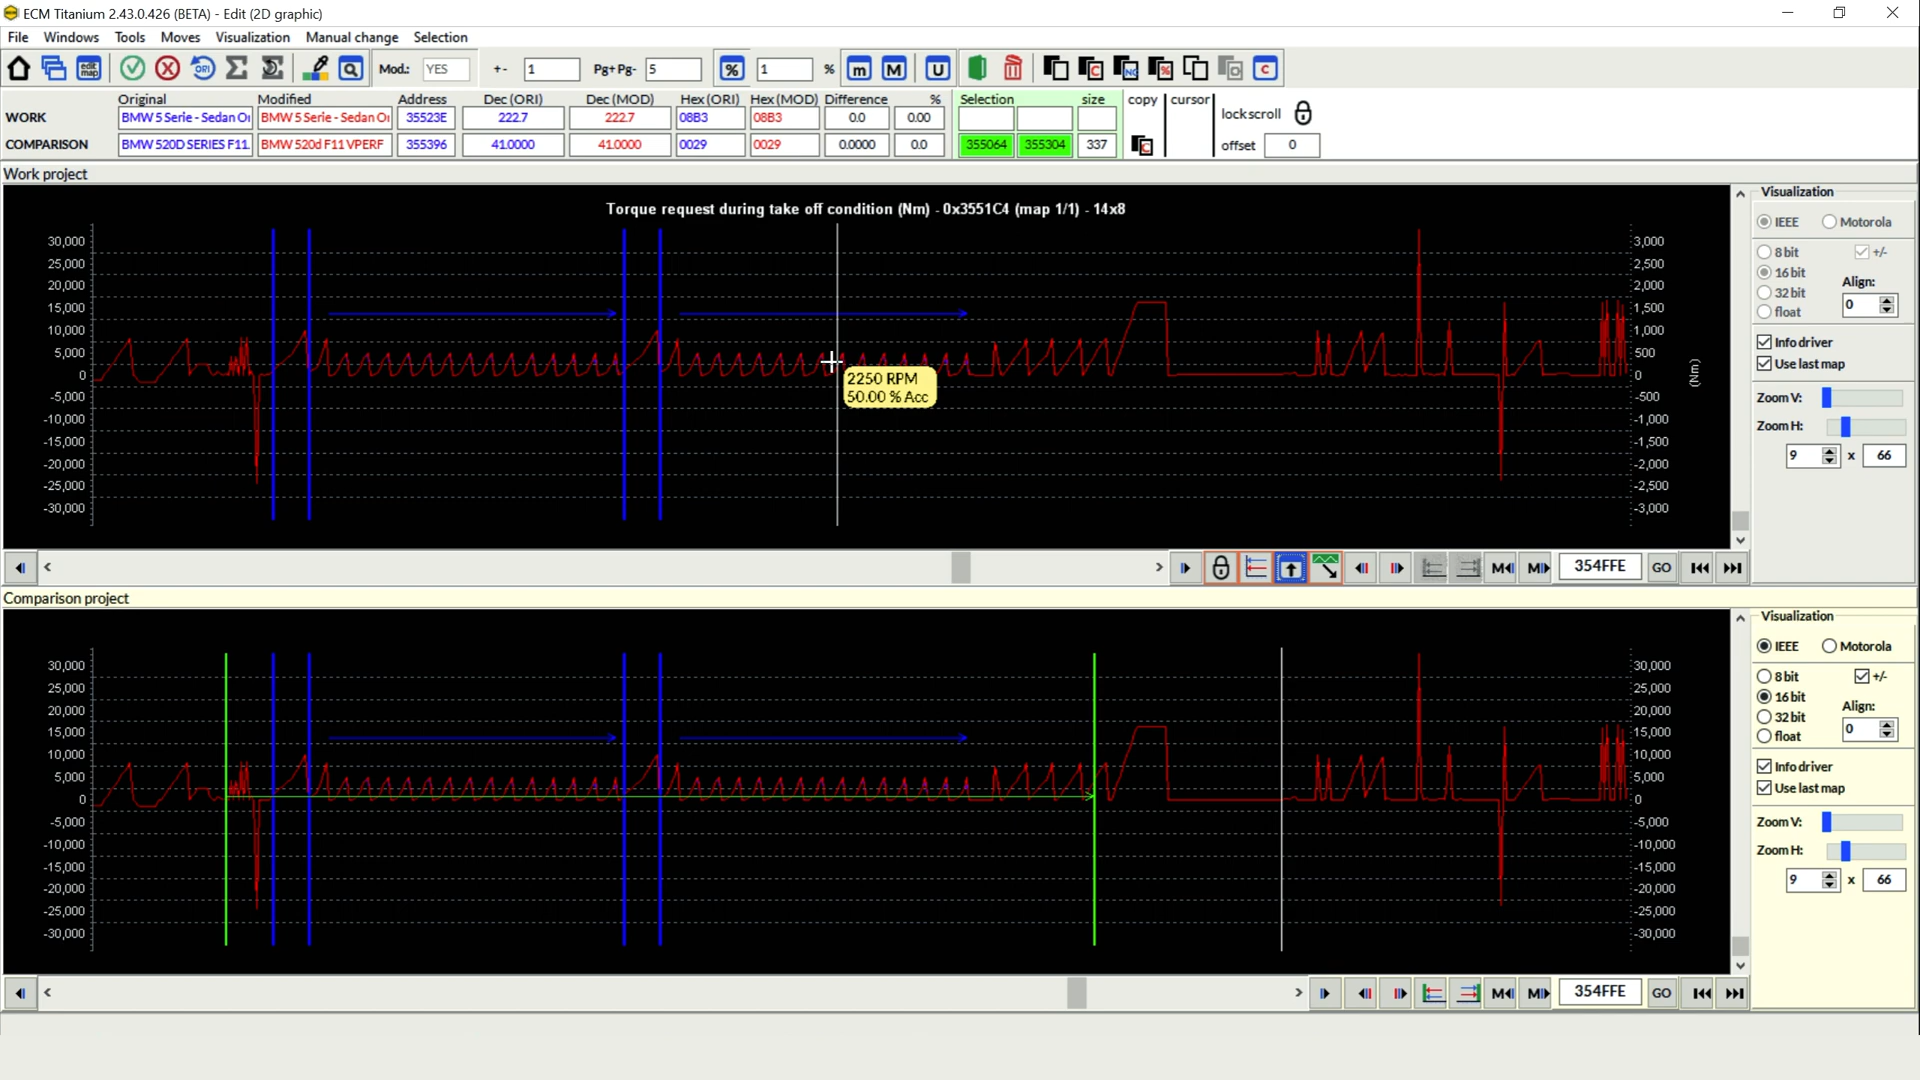 ECM Titanium 2.43.0.426 (BETA) - Edit (2D graphic)
File Windows Tools Moves Visualization Manual change Selection
edit map ORI Mod.: YES +- 1 Pg+Pg- 5 % 1 % m M U C NC % C
Original Modified Address Dec (ORI) Dec (MOD) Hex (ORI) Hex (MOD) Difference % Selection size copy cursor
WORK BMW 5 Serie - Sedan Or BMW 5 Serie - Sedan Or 35523E 222.7 222.7 08B3 08B3 0.0 0.00 lockscroll
COMPARISON BMW 520D SERIES F11. BMW 520d F11 VPERF 355396 41.0000 41.0000 0029 0029 0.0000 0.0 355064 355304 337 C offset 0
Work project
Torque request during take off condition (Nm) - 0x3551C4 (map 1/1) - 14x8
30,000 3,000
25,000 2,500
20,000 2,000
15,000 1,500
10,000 1,000
5,000 500
0 0
-5,000 -500
-10,000 -1,000
-15,000 -1,500
-20,000 -2,000
-25,000 -2,500
-30,000 -3,000
(Nm)
2250 RPM
50.00 % Acc
Visualization
IEEE Motorola
8 bit +/-
16 bit
Align:
32 bit 0
float
Info driver
Use last map
Zoom V:
Zoom H:
9 x 66
M M 354FFE GO
Comparison project
30,000 30,000
25,000 25,000
20,000 20,000
15,000 15,000
10,000 10,000
5,000 5,000
0 0
-5,000 -5,000
-10,000 -10,000
-15,000 -15,000
-20,000 -20,000
-25,000 -25,000
-30,000 -30,000
Visualization
IEEE Motorola
8 bit +/-
16 bit
Align:
32 bit 0
float
Info driver
Use last map
Zoom V:
Zoom H:
9 x 66
M M 354FFE GO